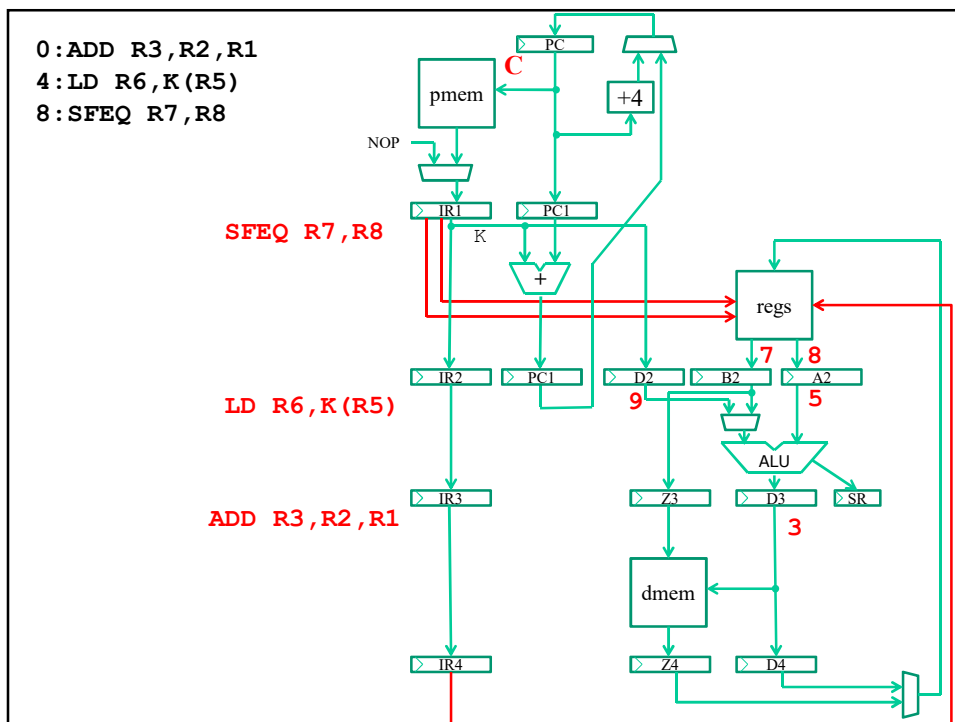 0:ADD R3,R2,R1
4:LD R6,K(R5)
8:SFEQ R7,R8
PC
C
pmem
+4
NOP
IR1
PC1
SFEQ R7,R8
K
+
regs
7
8
IR2
PC1
D2
B2
A2
LD R6,K(R5)
9
5
ALU
IR3
Z3
D3
SR
ADD R3,R2,R1
3
dmem
IR4
Z4
D4